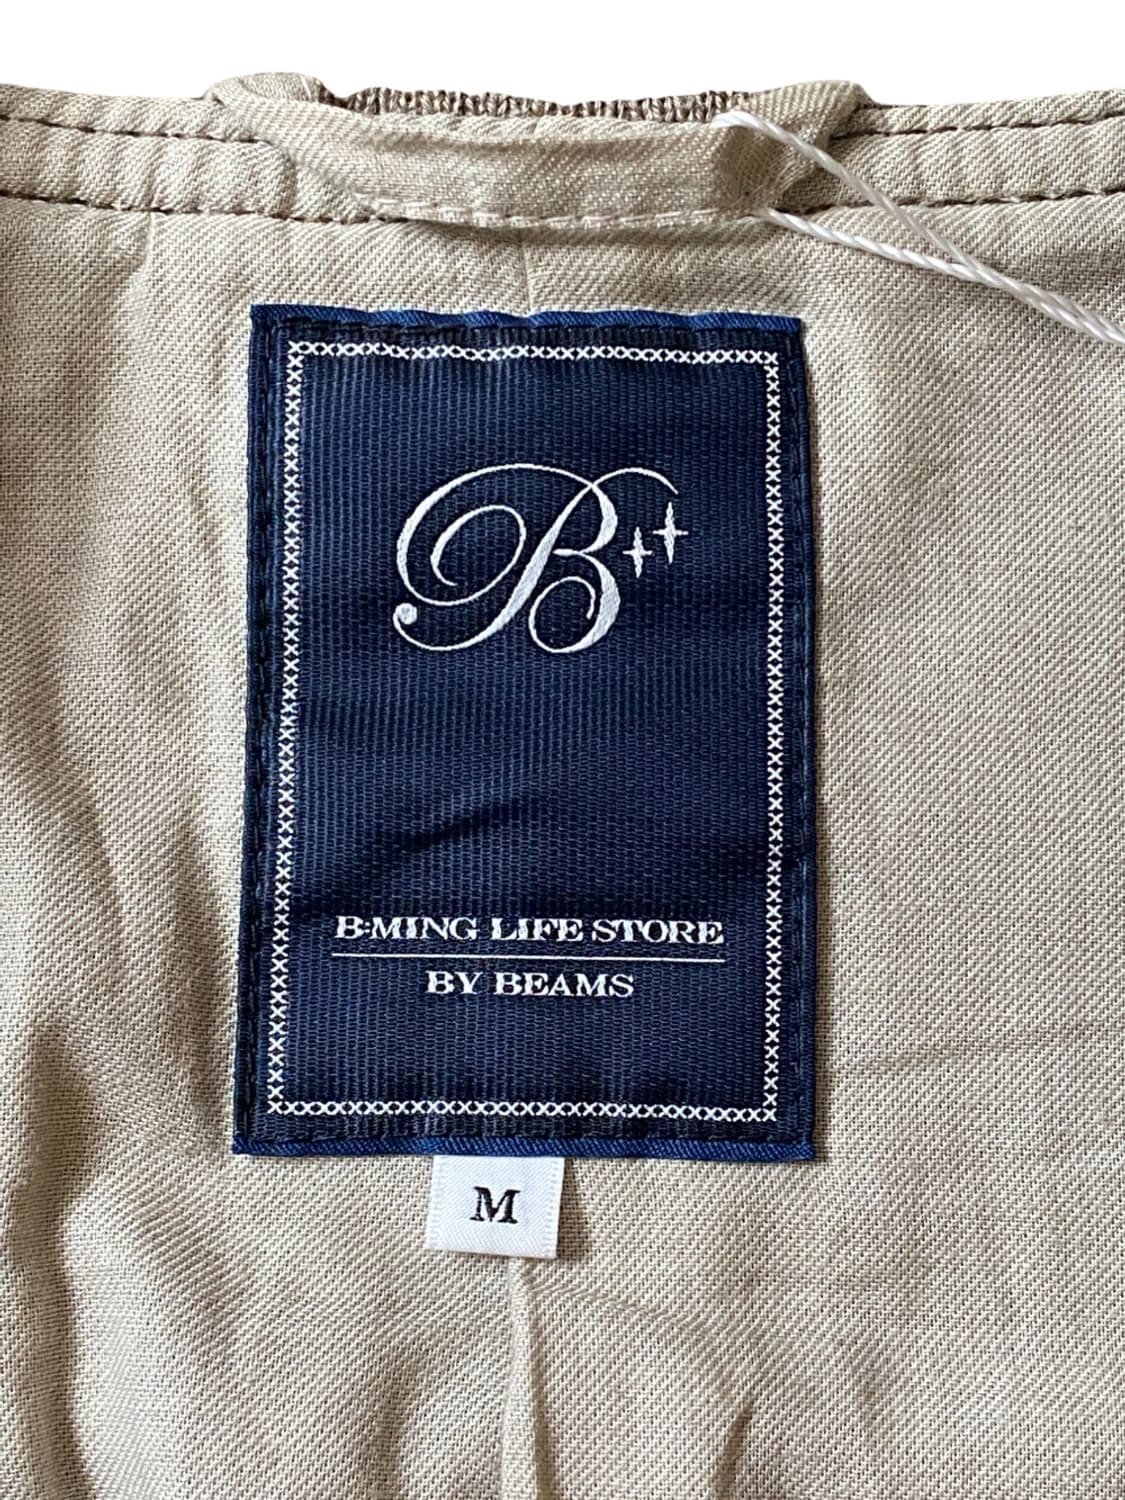 B++
B:MING LIFE STORE
BY BEAMS
M